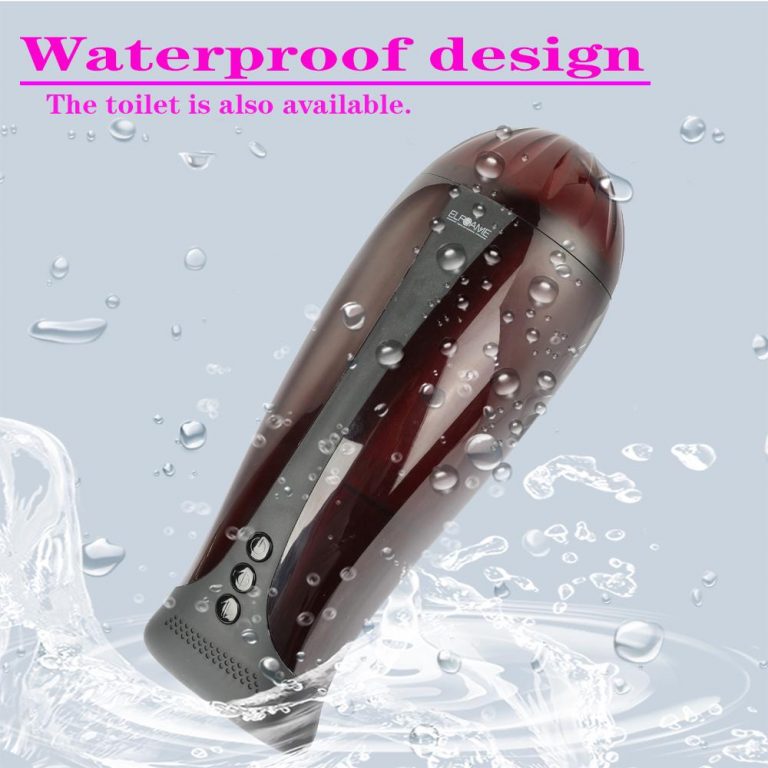 Waterproof design
The toilet is also available.